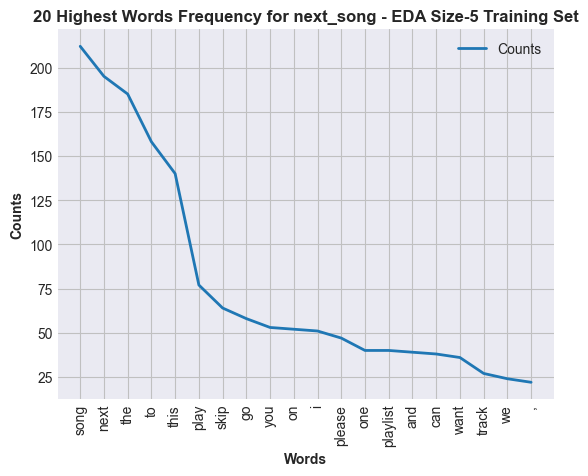 20 Highest Words Frequency for next_song - EDA Size-5 Training Set
Counts
200
175
150
125
100
75
50
25
Counts
song
next
the
to
this
play
skip
go
you
on
i
please
one
playlist
and
can
want
track
we
,
Words